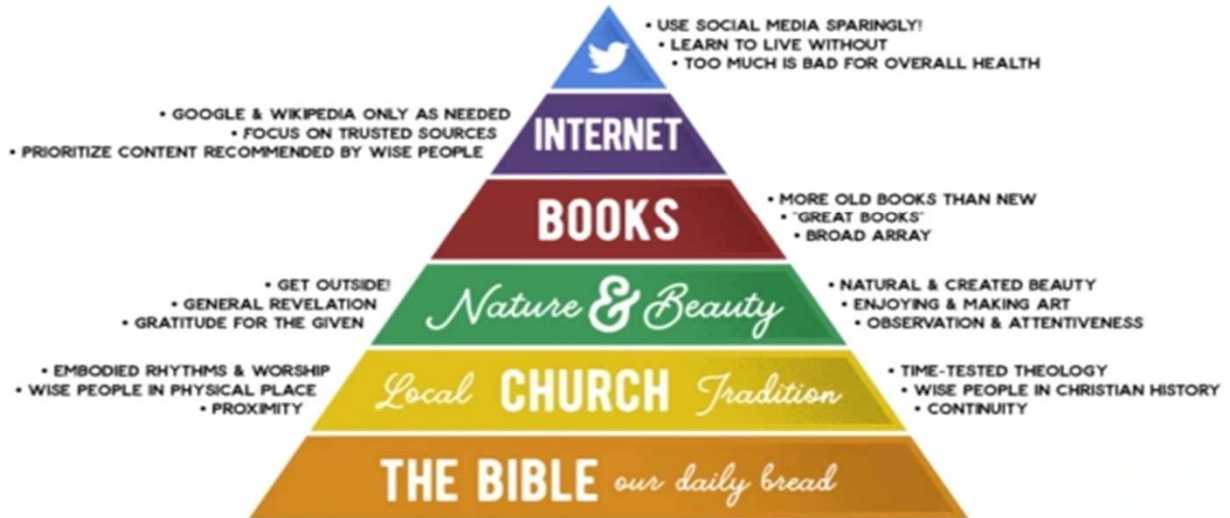 • USE SOCIAL MEDIA SPARINGLY!
• LEARN TO LIVE WITHOUT
• TOO MUCH IS BAD FOR OVERALL HEALTH
• GOOGLE & WIKIPEDIA ONLY AS NEEDED
• FOCUS ON TRUSTED SOURCES
• PRIORITIZE CONTENT RECOMMENDED BY WISE PEOPLE
INTERNET
BOOKS
• MORE OLD BOOKS THAN NEW
• "GREAT BOOKS"
• BROAD ARRAY
• GET OUTSIDE!
• GENERAL REVELATION
• GRATITUDE FOR THE GIVEN
Nature & Beauty
• NATURAL & CREATED BEAUTY
• ENJOYING & MAKING ART
• OBSERVATION & ATTENTIVENESS
• EMBODIED RHYTHMS & WORSHIP
• WISE PEOPLE IN PHYSICAL PLACE
• PROXIMITY
Local CHURCH Tradition
• TIME-TESTED THEOLOGY
• WISE PEOPLE IN CHRISTIAN HISTORY
• CONTINUITY
THE BIBLE our daily bread